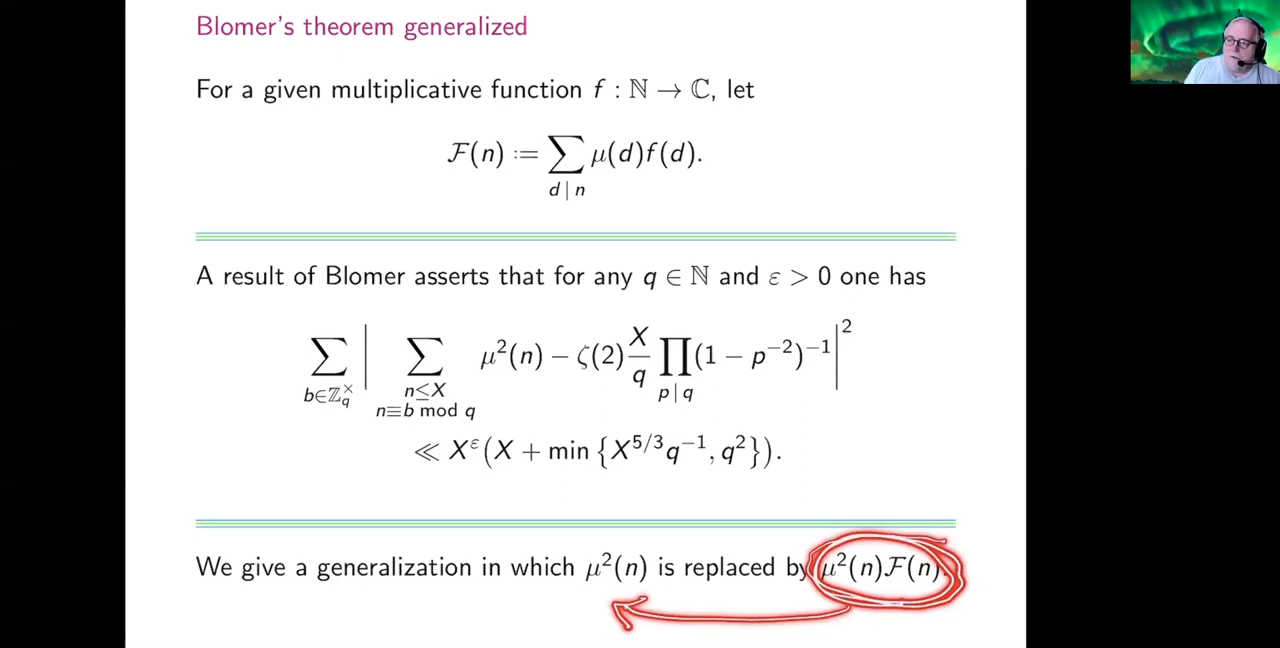 Blomer's theorem generalized
For a given multiplicative function f : ℕ → ℂ, let
ℱ(n) := ∑_{d | n} μ(d)f(d).
A result of Blomer asserts that for any q ∈ ℕ and ε > 0 one has
∑_{b∈ℤ_q^×} | ∑_{n≤X, n≡b mod q} μ²(n) − ζ(2) X/q ∏_{p | q} (1 − p⁻²)⁻¹ |²
≪ X^ε (X + min {X^{5/3}q⁻¹, q²}).
We give a generalization in which μ²(n) is replaced by μ²(n)ℱ(n).